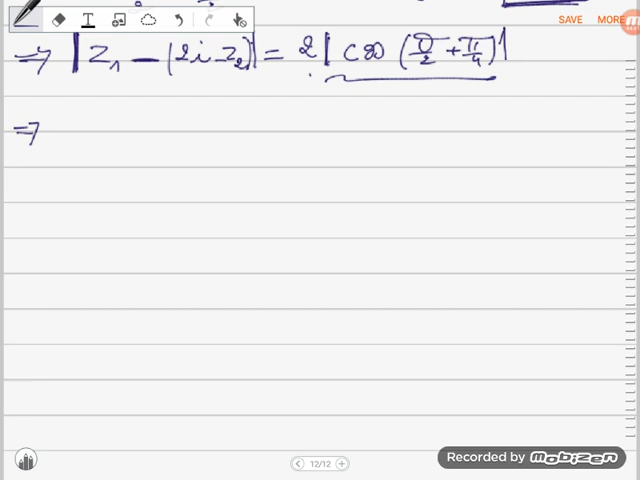 SAVE MORE
⇒ |Z₁ - (2i - Z₂)| = 2 | cos (θ/2 + π/4) |
⇒
12/12
Recorded by Mobizen